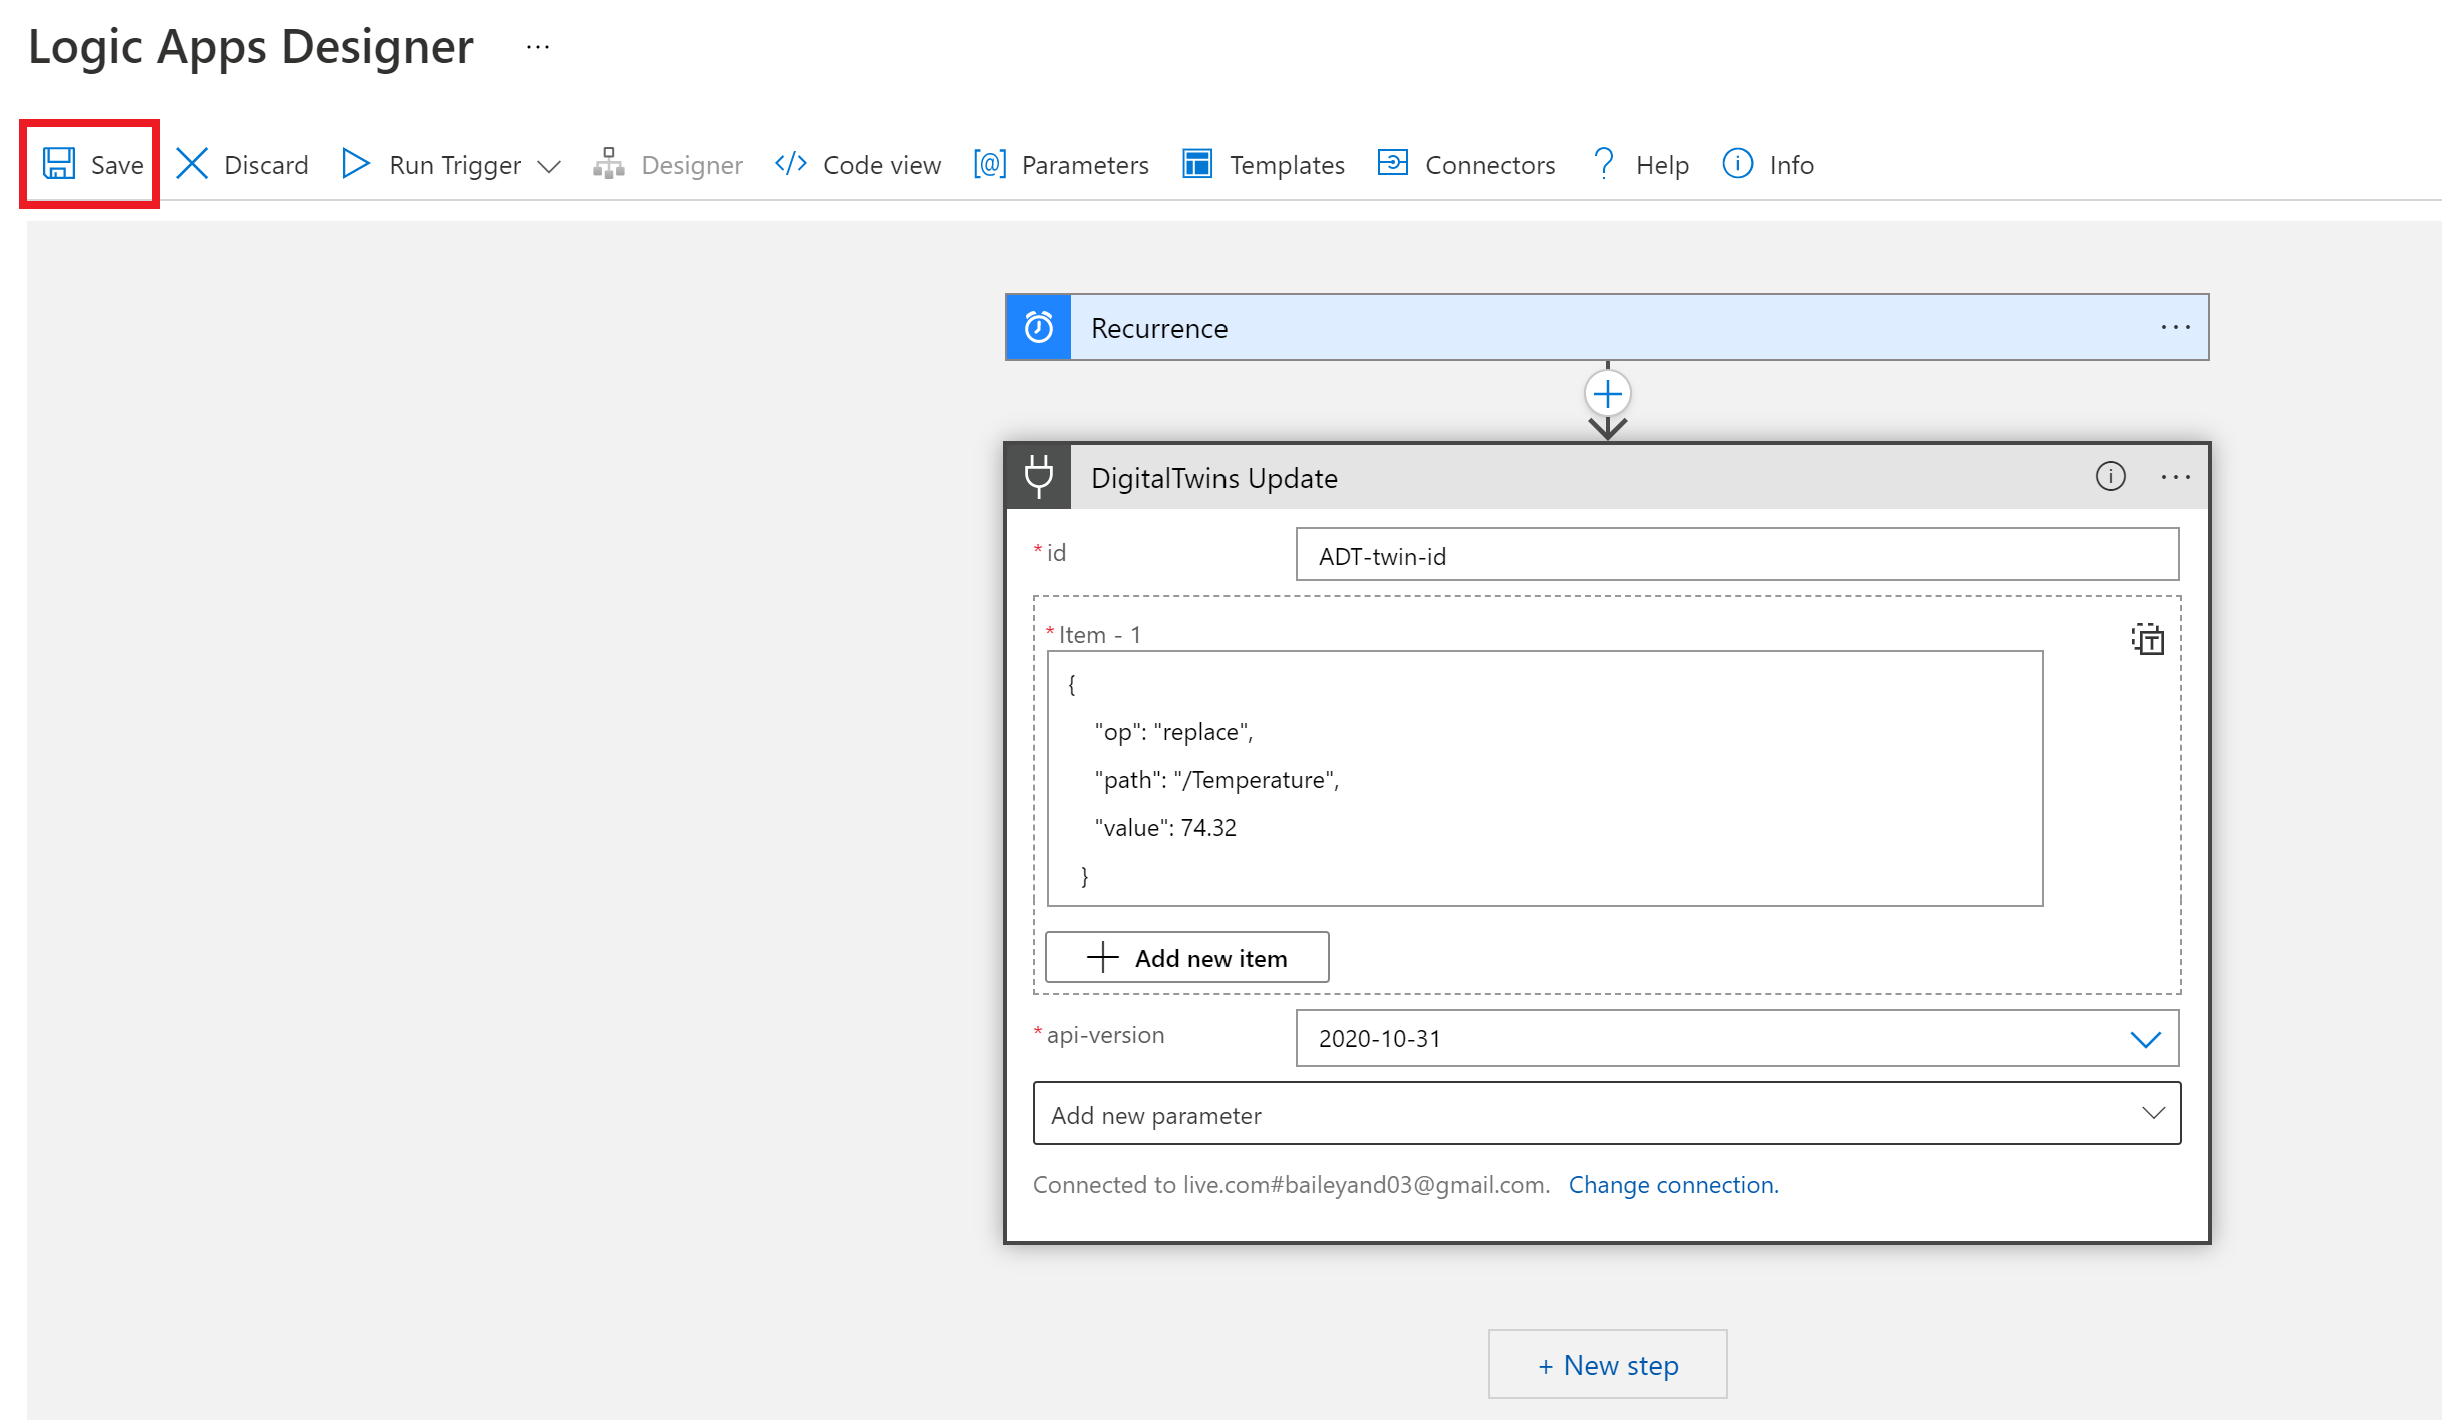 Logic Apps Designer ...
Save Discard Run Trigger Designer Code view Parameters Templates Connectors Help Info
Recurrence
DigitalTwins Update
* id ADT-twin-id
* Item - 1
{
"op": "replace",
"path": "/Temperature",
"value": 74.32
}
Add new item
* api-version 2020-10-31
Add new parameter
Connected to live.com#baileyand03@gmail.com. Change connection.
+ New step